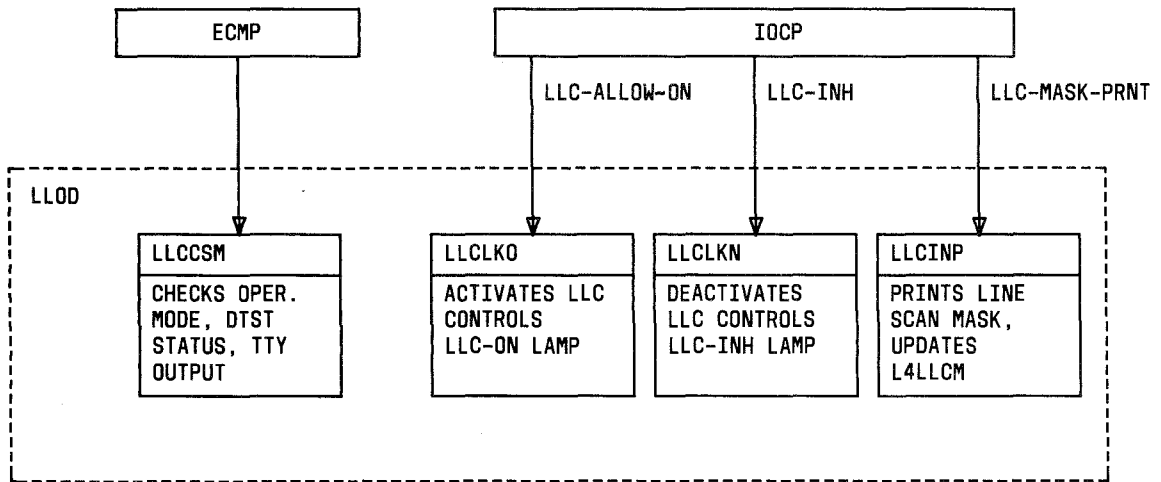 ECMP
IOCP
LLC-ALLOW-ON
LLC-INH
LLC-MASK-PRNT
LLOD
LLCCSM
CHECKS OPER.
MODE, DTST
STATUS, TTY
OUTPUT
LLCLKO
ACTIVATES LLC
CONTROLS
LLC-ON LAMP
LLCLKN
DEACTIVATES
LLC CONTROLS
LLC-INH LAMP
LLCINP
PRINTS LINE
SCAN MASK,
UPDATES
L4LLCM